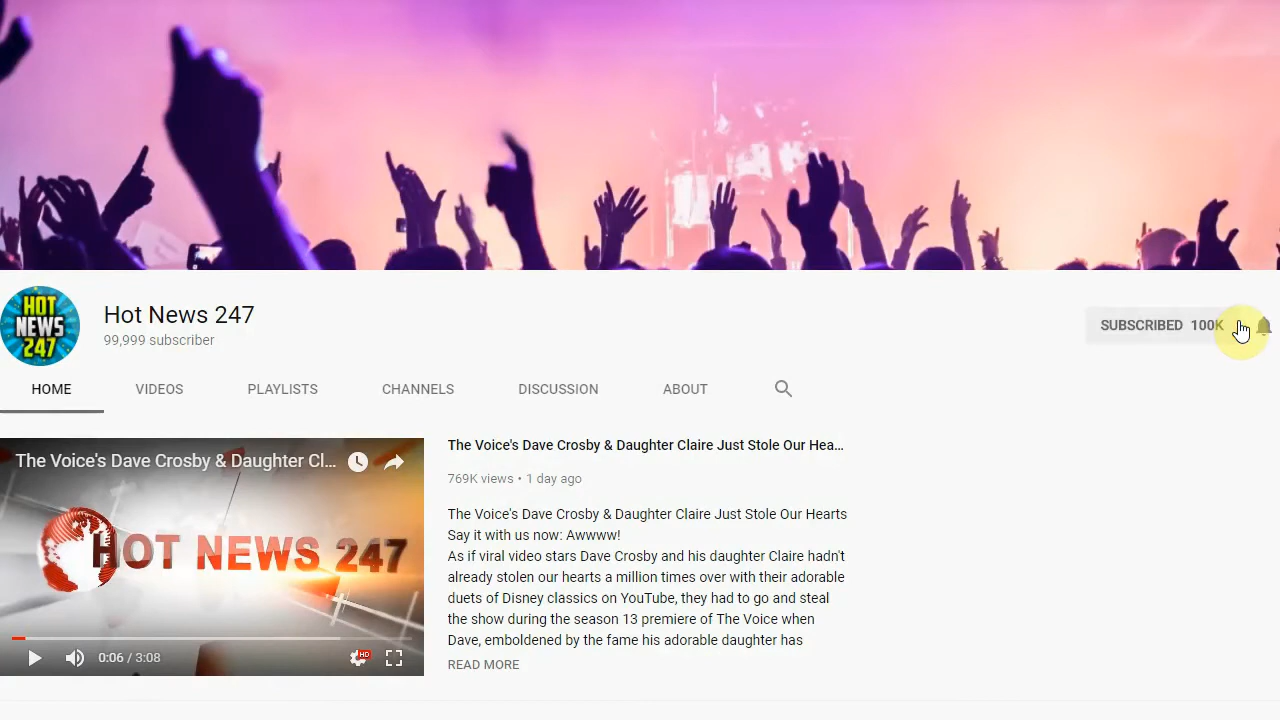 HOT
NEWS
247
Hot News 247
99,999 subscriber
SUBSCRIBED 100K
HOME
VIDEOS
PLAYLISTS
CHANNELS
DISCUSSION
ABOUT
The Voice's Dave Crosby & Daughter Cl...
HOT NEWS 247
0:06 / 3:08
HD
The Voice's Dave Crosby & Daughter Claire Just Stole Our Hea...
769K views • 1 day ago
The Voice's Dave Crosby & Daughter Claire Just Stole Our Hearts
Say it with us now: Awwww!
As if viral video stars Dave Crosby and his daughter Claire hadn't
already stolen our hearts a million times over with their adorable
duets of Disney classics on YouTube, they had to go and steal
the show during the season 13 premiere of The Voice when
Dave, emboldened by the fame his adorable daughter has
READ MORE